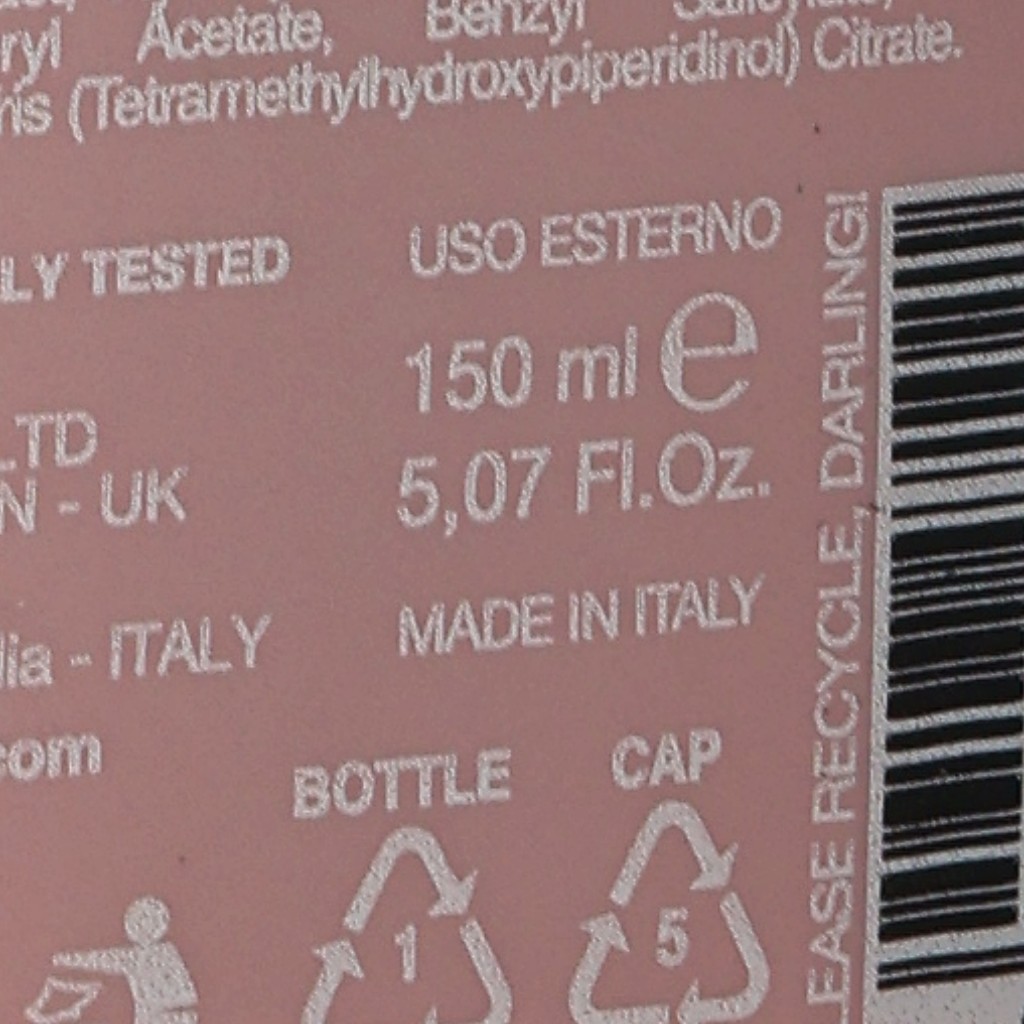 Acetate, Benzyl
(Tetramethylhydroxypiperidinol) Citrate.
LY TESTED
USO ESTERNO
150 ml e
5,07 Fl.Oz.
LTD
N - UK
MADE IN ITALY
lia - ITALY
com
BOTTLE
CAP
1
5
LEASE RECYCLE, DARLING!